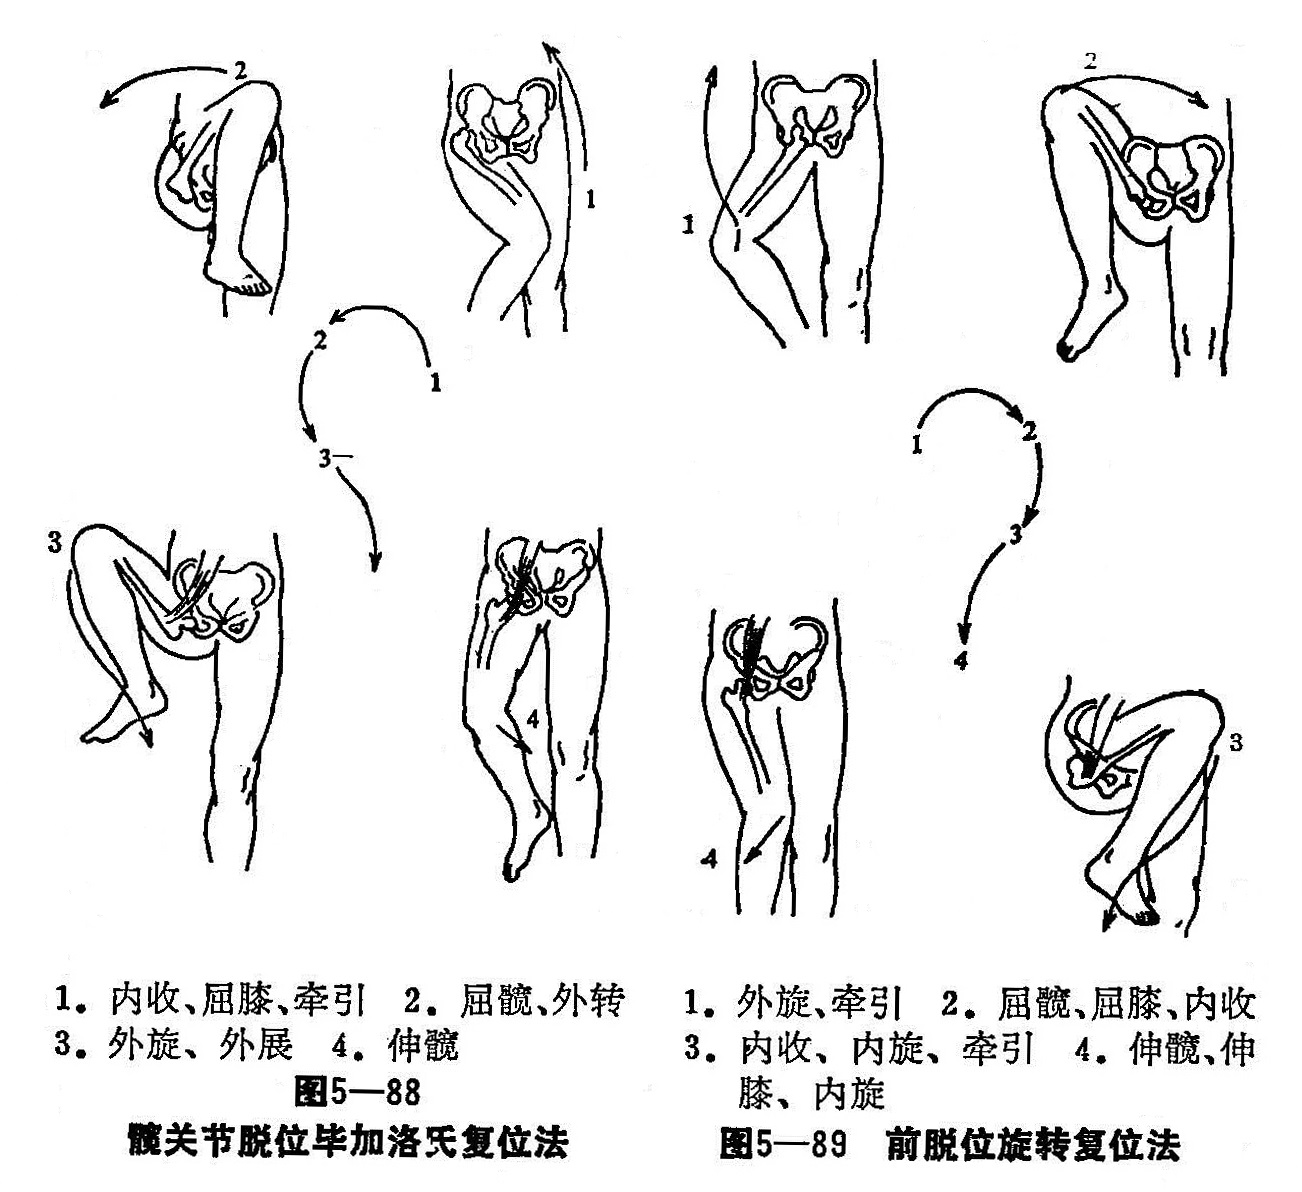 2
1
2
1
3
3
4
4
1
2
1
2
3
4
4
3
1. 内收、屈膝、牵引 2. 屈髋、外转
3. 外旋、外展 4. 伸髋
图5—88
髋关节脱位毕加洛氏复位法
1. 外旋、牵引 2. 屈髋、屈膝、内收
3. 内收、内旋、牵引 4. 伸髋、伸
膝、内旋
图5—89 前脱位旋转复位法